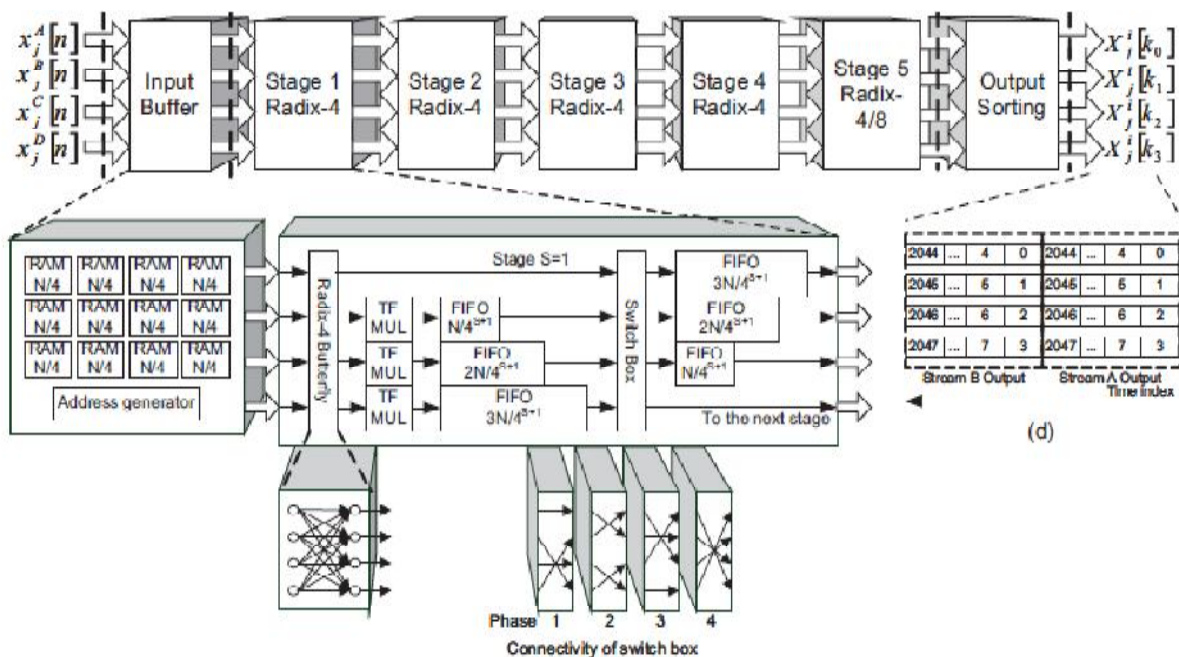 x_j^A[n]
x_j^B[n]
x_j^C[n]
x_j^D[n]
Input
Buffer
Stage 1
Radix-4
Stage 2
Radix-4
Stage 3
Radix-4
Stage 4
Radix-4
Stage 5
Radix-
4/8
Output
Sorting
X_j^i[k_0]
X_j^i[k_1]
X_j^i[k_2]
X_j^i[k_3]
RAM RAM RAM RAM
N/4 N/4 N/4 N/4
RAM RAM RAM RAM
N/4 N/4 N/4 N/4
RAM RAM RAM RAM
N/4 N/4 N/4 N/4
Address generator
Radix-4 Buterfly
Stage S=1
TF
MUL
FIFO
N/4^{S+1}
TF
MUL
FIFO
2N/4^{S+1}
TF
MUL
FIFO
3N/4^{S+1}
Switch Box
FIFO
3N/4^{S+1}
FIFO
2N/4^{S+1}
FIFO
N/4^{S+1}
To the next stage
2044 ... 4 0 2044 ... 4 0
2045 ... 5 1 2045 ... 5 1
2046 ... 6 2 2046 ... 6 2
2047 ... 7 3 2047 ... 7 3
Stream B Output Stream A Output
Time Index
(d)
Phase 1 2 3 4
Connectivity of switch box